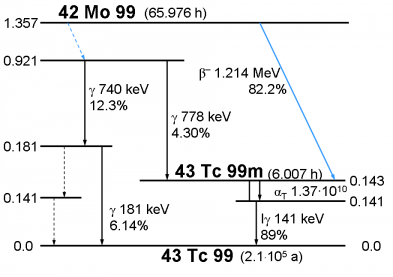 42 Mo 99 (65.976 h)
1.357
0.921
β⁻ 1.214 MeV
82.2%
γ 740 keV
12.3%
γ 778 keV
4.30%
0.181
43 Tc 99m (6.007 h)
0.143
αT 1.37·10¹⁰
0.141
0.141
γ 181 keV
6.14%
Iγ 141 keV
89%
0.0
0.0
43 Tc 99 (2.1·10⁵ a)